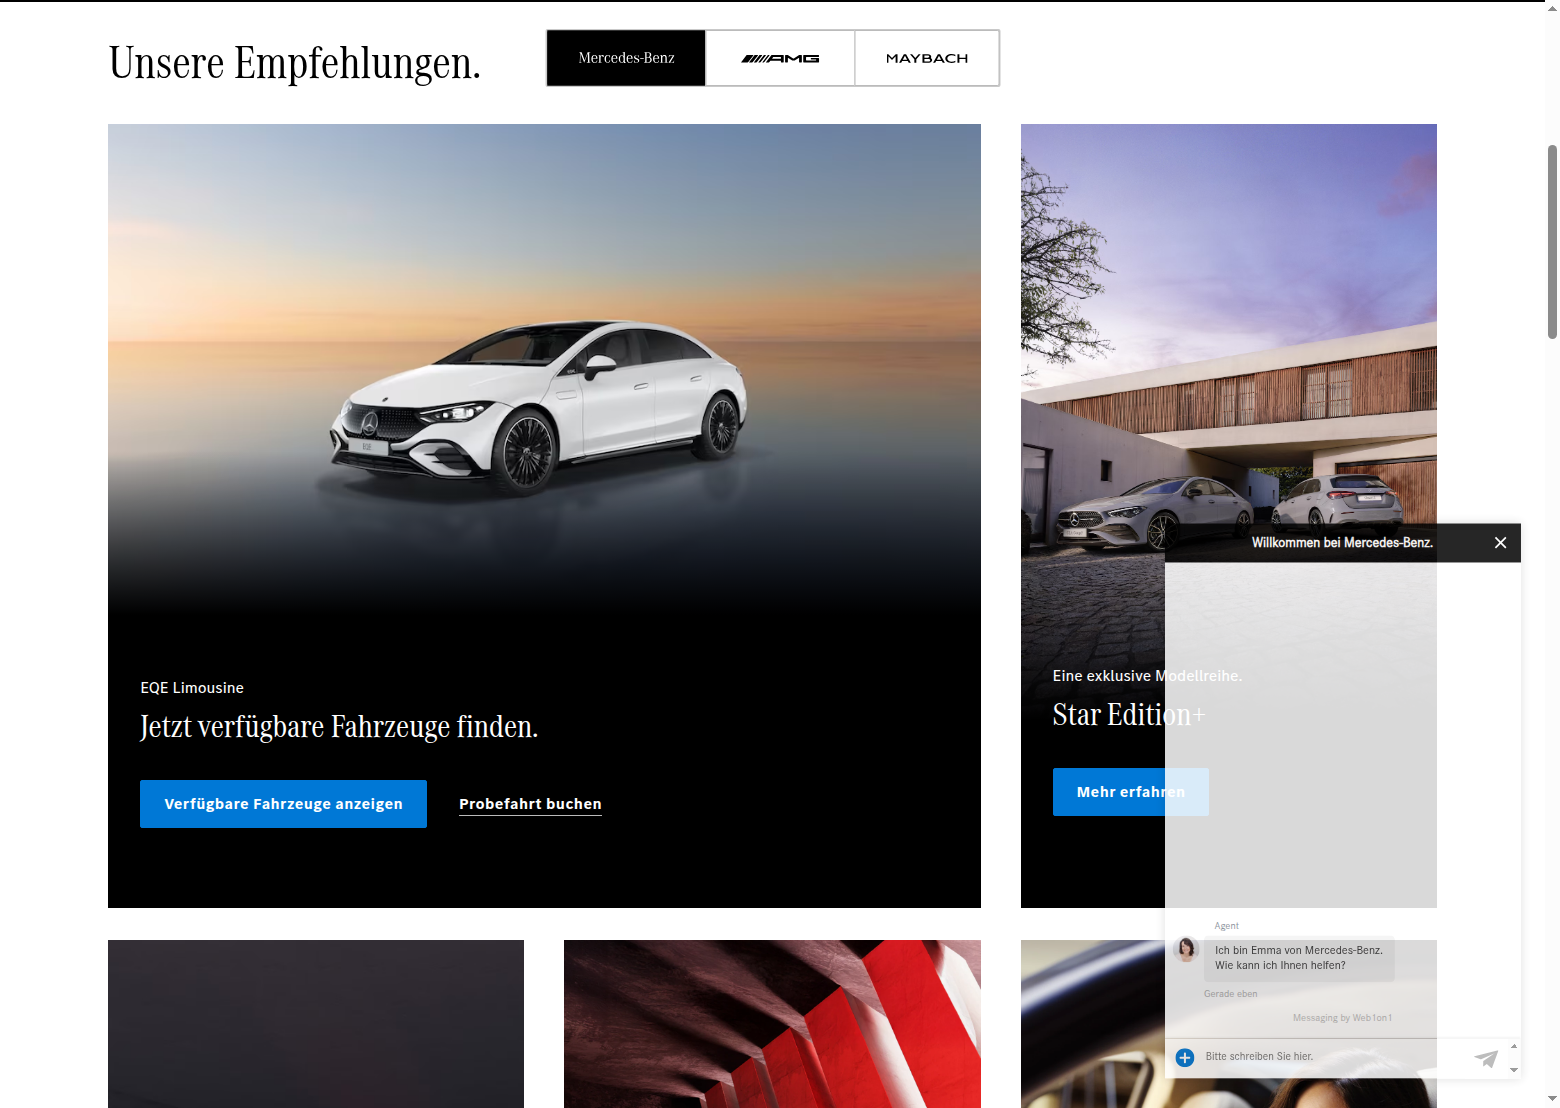 Unsere Empfehlungen.
Mercedes-Benz
AMG
MAYBACH
EQE Limousine
Jetzt verfügbare Fahrzeuge finden.
Verfügbare Fahrzeuge anzeigen
Probefahrt buchen
Eine exklusive Modellreihe.
Star Edition+
Mehr erfahren
Willkommen bei Mercedes-Benz.
Agent
Ich bin Emma von Mercedes-Benz.
Wie kann ich Ihnen helfen?
Gerade eben
Messaging by Web1on1
Bitte schreiben Sie hier.
EQE